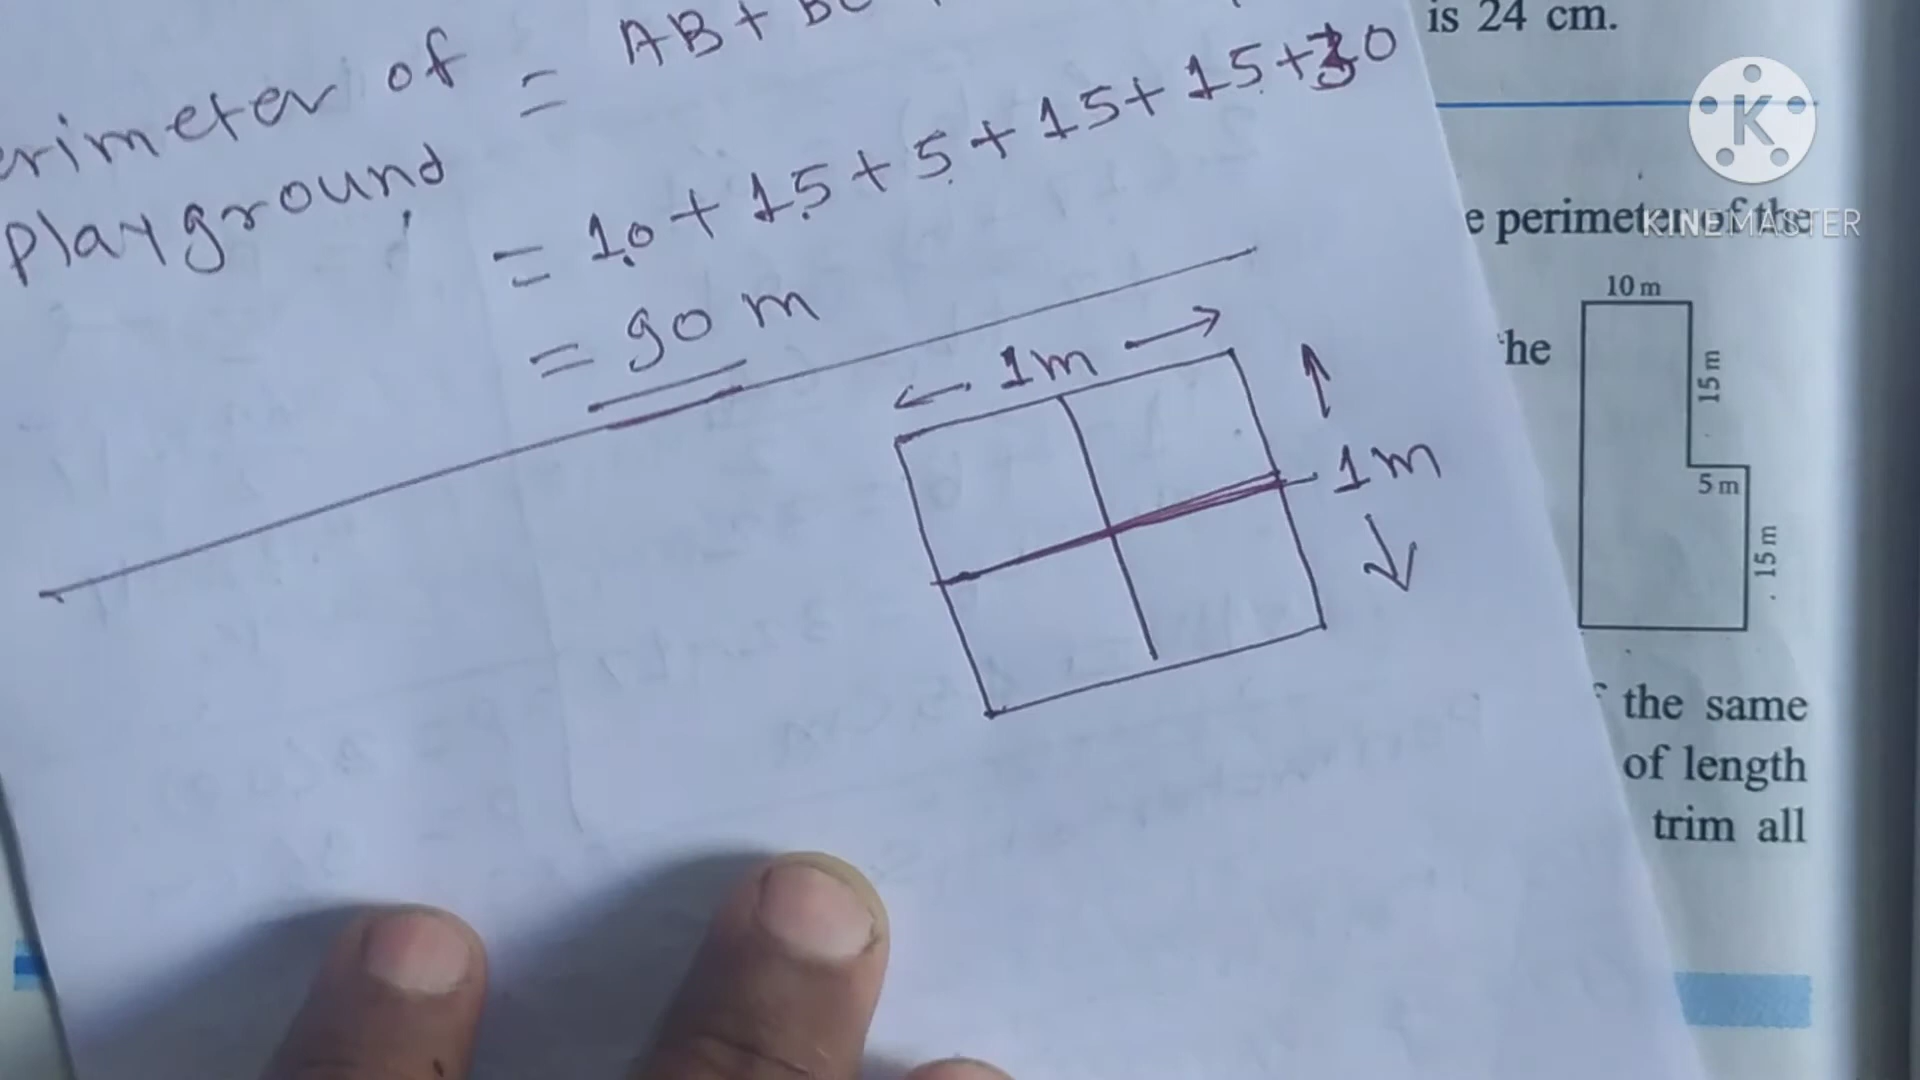 AB +
of =
playground
= 10 + 15 + 5 + 15 + 15 + 30
= 90 m
1m
1m
is 24 cm.
K
KINEMASTER
e perimeter of the
10 m
he
15 m
5 m
15 m
the same
of length
trim all